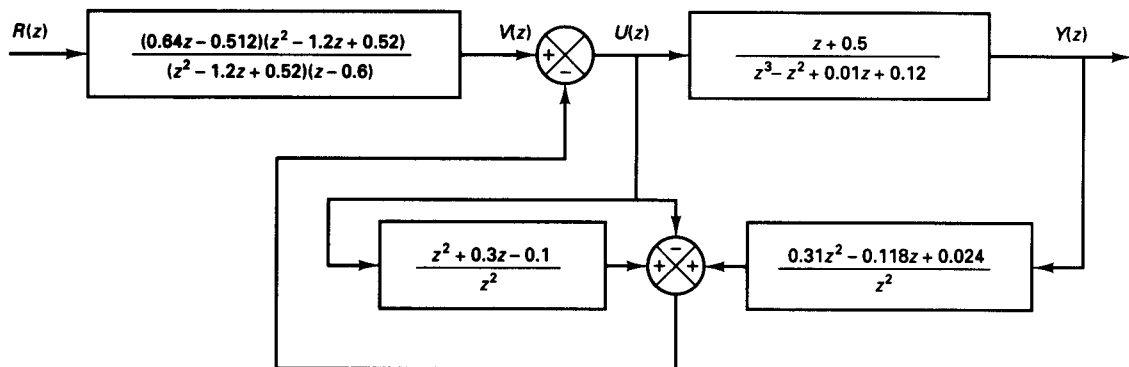 R(z)
(0.64z – 0.512)(z² – 1.2z + 0.52)
(z² – 1.2z + 0.52)(z – 0.6)
V(z)
+
–
U(z)
z + 0.5
z³ – z² + 0.01z + 0.12
Y(z)
z² + 0.3z – 0.1
z²
–
+ +
0.31z² – 0.118z + 0.024
z²